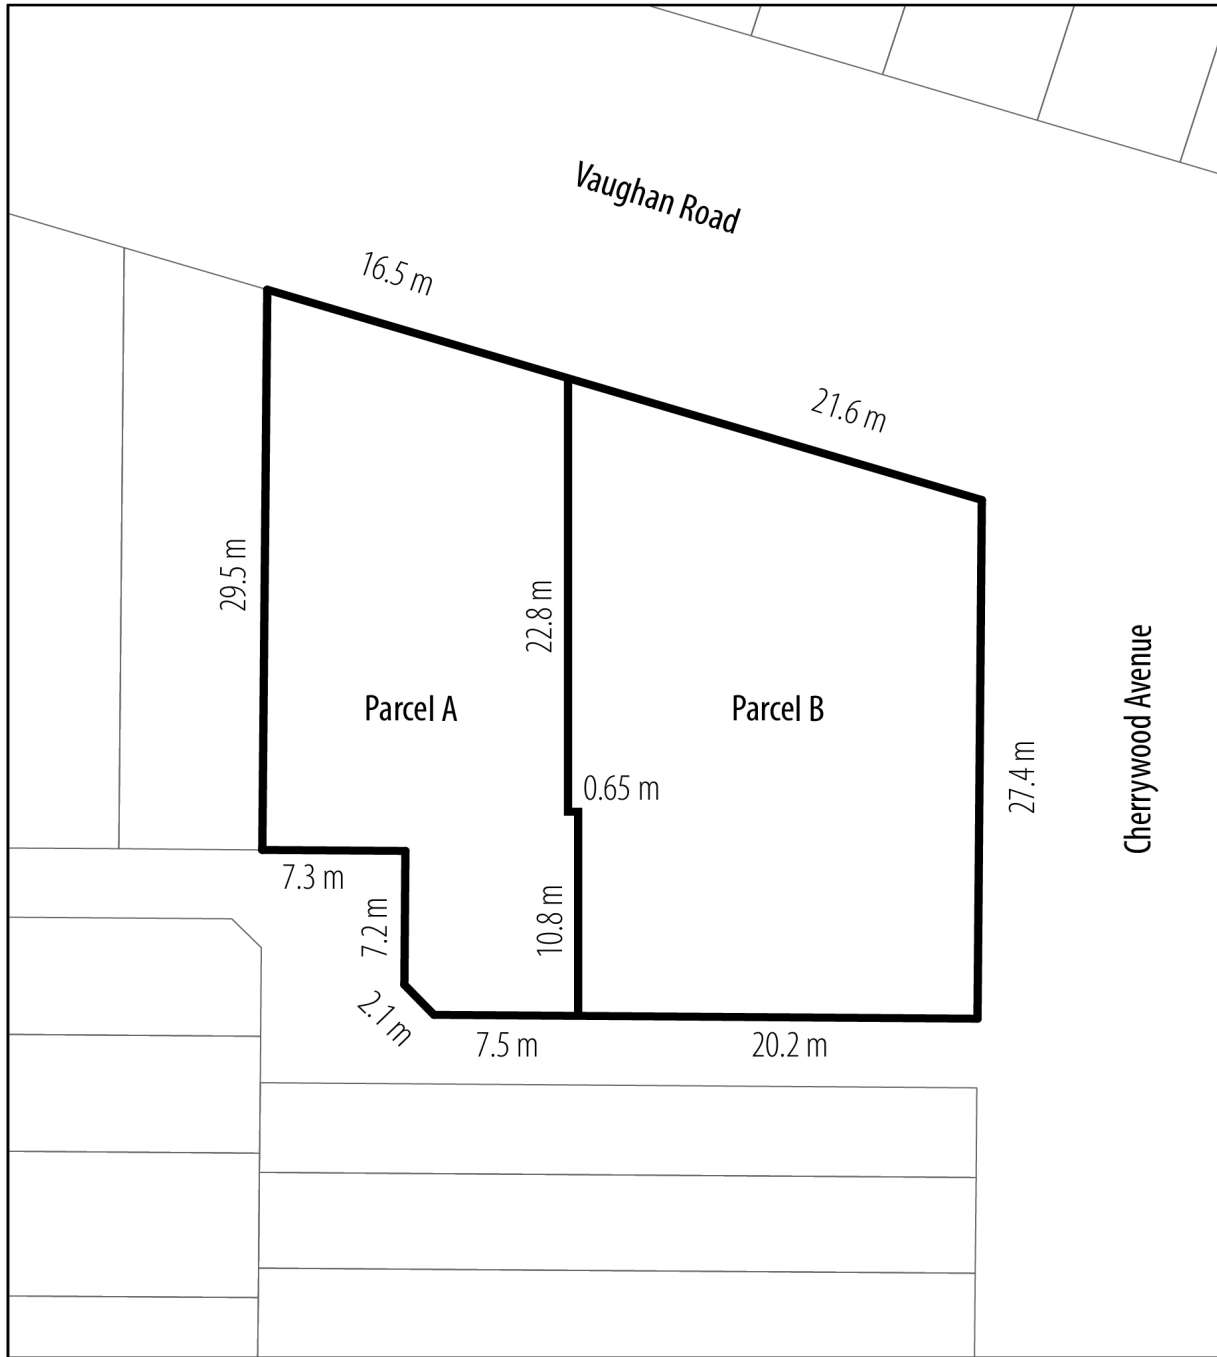 Vaughan Road
16.5 m
21.6 m
29.5 m
22.8 m
Parcel A
Parcel B
Cherrywood Avenue
0.65 m
27.4 m
7.3 m
7.2 m
10.8 m
2.1 m
7.5 m
20.2 m